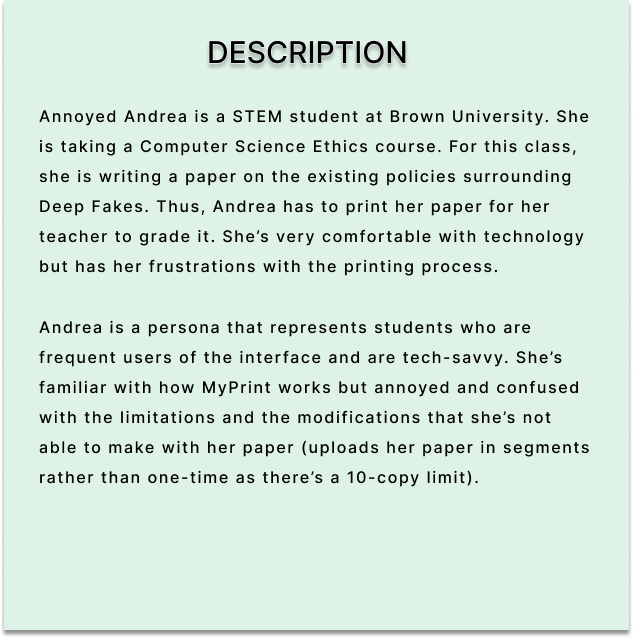 DESCRIPTION
Annoyed Andrea is a STEM student at Brown University. She
is taking a Computer Science Ethics course. For this class,
she is writing a paper on the existing policies surrounding
Deep Fakes. Thus, Andrea has to print her paper for her
teacher to grade it. She’s very comfortable with technology
but has her frustrations with the printing process.
Andrea is a persona that represents students who are
frequent users of the interface and are tech-savvy. She’s
familiar with how MyPrint works but annoyed and confused
with the limitations and the modifications that she’s not
able to make with her paper (uploads her paper in segments
rather than one-time as there’s a 10-copy limit).